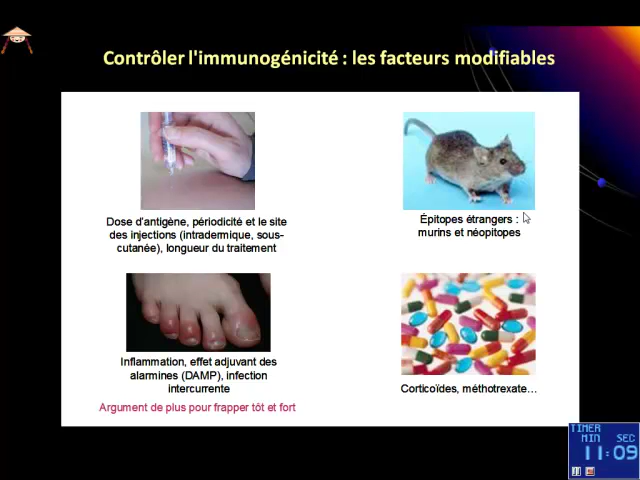 Contrôler l'immunogénicité : les facteurs modifiables
Dose d'antigène, périodicité et le site
des injections (intradermique, sous-
cutanée), longueur du traitement
Épitopes étrangers :
murins et néopitopes
Inflammation, effet adjuvant des
alarmines (DAMP), infection
intercurrente
Argument de plus pour frapper tôt et fort
Corticoïdes, méthotrexate...
TIMER
MIN SEC
11:09